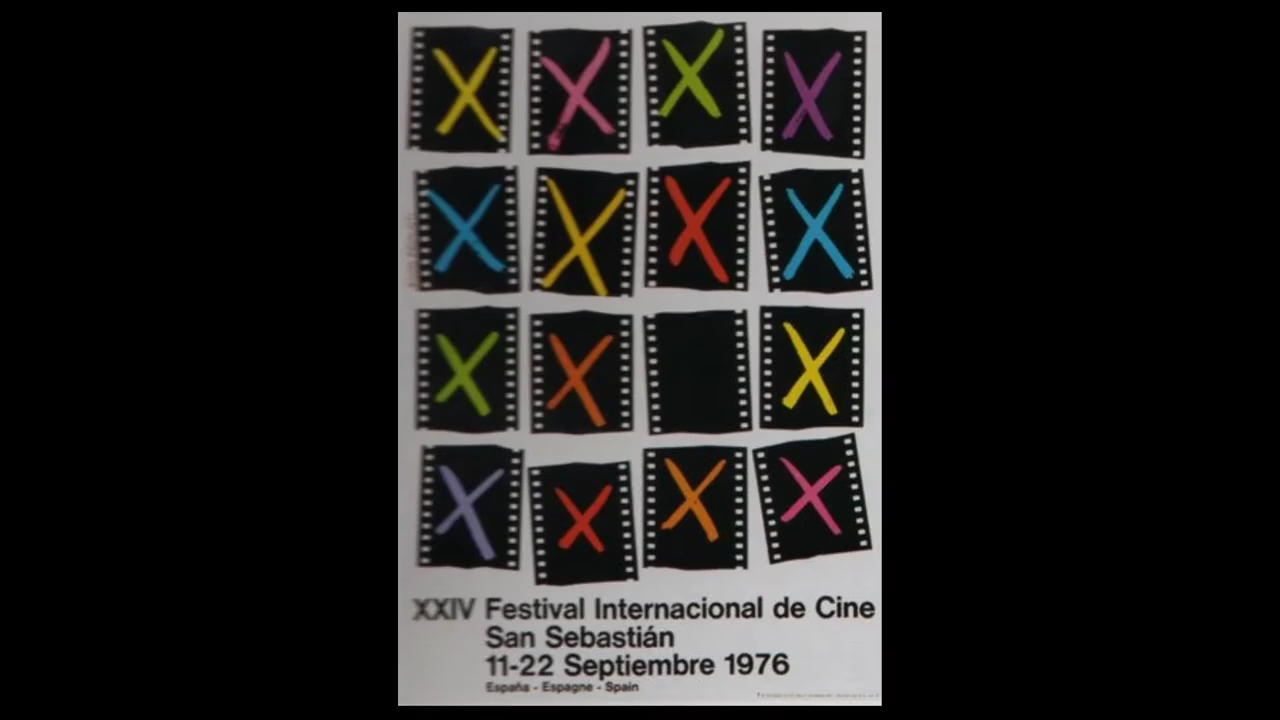 XXIV Festival Internacional de Cine
San Sebastián
11-22 Septiembre 1976
España - Espagne - Spain